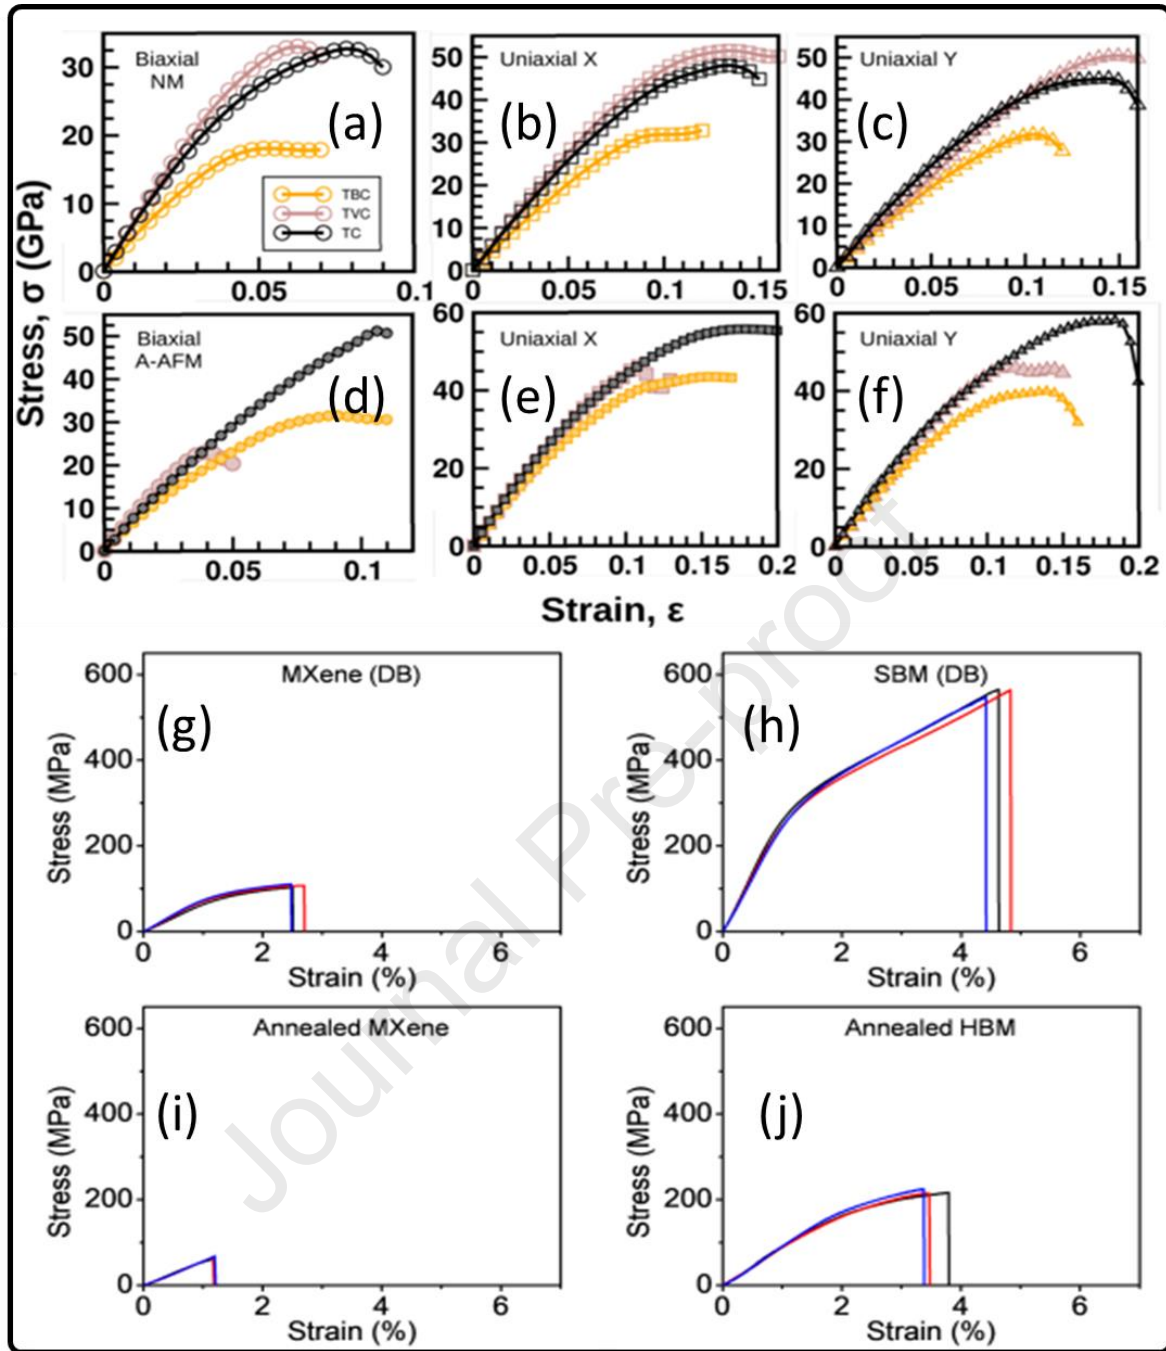 Stress, σ (GPa)
Biaxial
NM
(a)
TBC
TVC
TC
30
20
10
0
0 0.05 0.1
Uniaxial X
(b)
50
40
30
20
10
0
0 0.05 0.1 0.15
Uniaxial Y
(c)
50
40
30
20
10
0
0.05 0.1 0.15
Biaxial
A-AFM
(d)
50
40
30
20
10
0
0 0.05 0.1
Uniaxial X
(e)
60
40
20
0
0 0.05 0.1 0.15 0.2
Uniaxial Y
(f)
60
40
20
0
0 0.05 0.1 0.15 0.2
Strain, ε
MXene (DB)
(g)
Stress (MPa)
600
400
200
0
0 2 4 6
Strain (%)
SBM (DB)
(h)
Stress (MPa)
600
400
200
0
0 2 4 6
Strain (%)
Annealed MXene
(i)
Stress (MPa)
600
400
200
0
0 2 4 6
Strain (%)
Annealed HBM
(j)
Stress (MPa)
600
400
200
0
0 2 4 6
Strain (%)
Journal Pre-proof